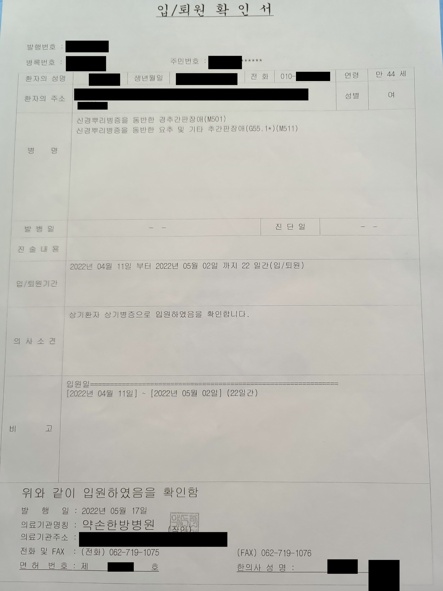 입/퇴원 확 인 서
발행번호 :
병록번호 : 주민번호 : ******
환자의 성명 생년월일 전 화 010- 연령 만 44 세
환자의 주소 성별 여
신경뿌리병증을 동반한 경추간판장애(M501)
신경뿌리병증을 동반한 요추 및 기타 추간판장애(G55.1*)(M511)
병 명
발 병 일 - - 진 단 일 - -
진 술 내 용
2022년 04월 11일 부터 2022년 05월 02일 까지 22 일간(입/퇴원)
입/퇴원기간
상기환자 상기병증으로 입원하였음을 확인합니다.
의 사 소 견
입원일
[2022년 04월 11일] - [2022년 05월 02일] (22일간)
비 고
위와 같이 입원하였음을 확인함
발 행 일 : 2022년 05월 17일
의료기관명칭 : 약손한방병원 (직인)
의료기관주소 :
전화 및 FAX : (전화) 062-719-1075 (FAX) 062-719-1076
면 허 번 호 : 제 호 한의사 성 명 :